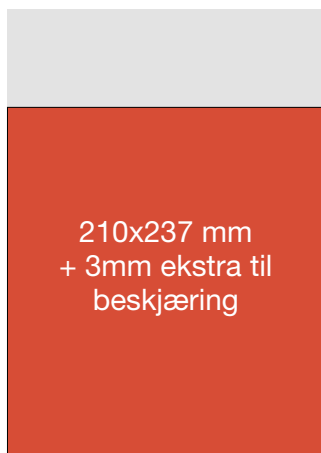 210x237 mm
+ 3mm ekstra til
beskjæring